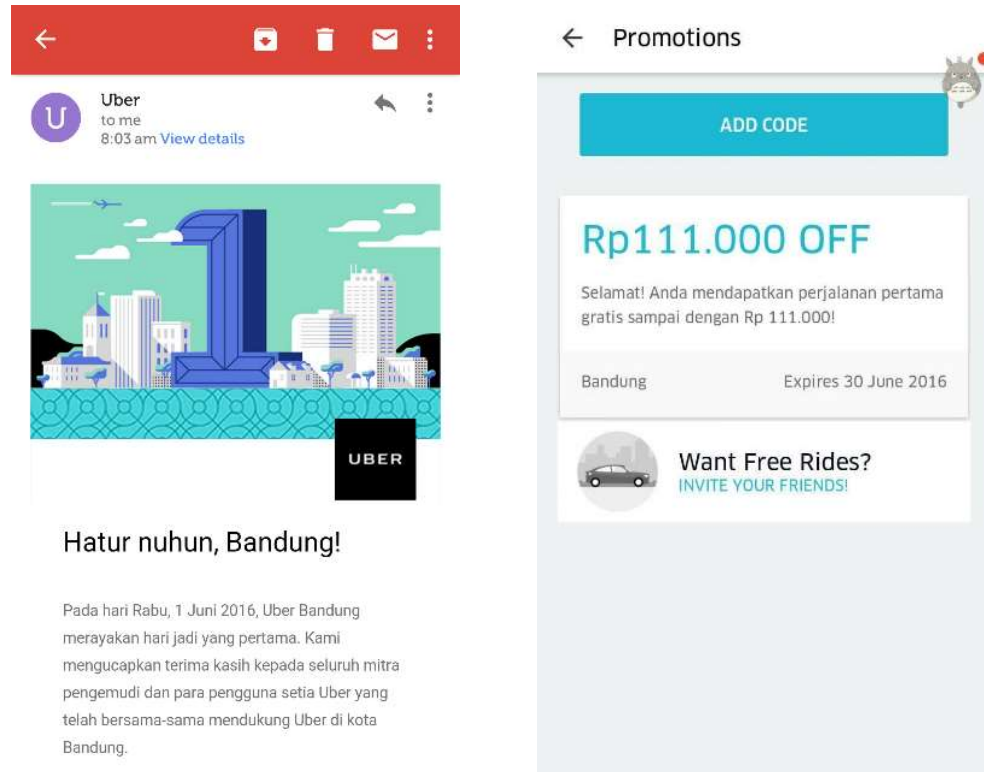 U
Uber
to me
8:03 am View details
1
UBER
Hatur nuhun, Bandung!
Pada hari Rabu, 1 Juni 2016, Uber Bandung
merayakan hari jadi yang pertama. Kami
mengucapkan terima kasih kepada seluruh mitra
pengemudi dan para pengguna setia Uber yang
telah bersama-sama mendukung Uber di kota
Bandung.
Promotions
ADD CODE
Rp111.000 OFF
Selamat! Anda mendapatkan perjalanan pertama
gratis sampai dengan Rp 111.000!
Bandung Expires 30 June 2016
Want Free Rides?
INVITE YOUR FRIENDS!